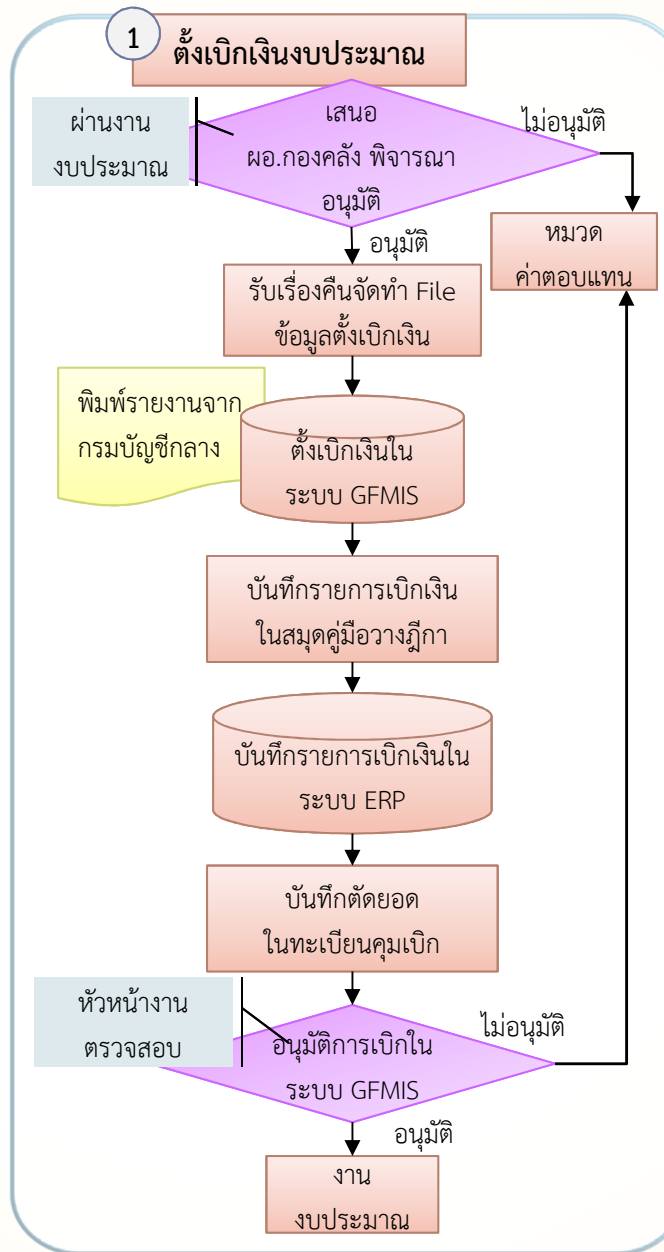 1
ตั้งเบิกเงินงบประมาณ
ผ่านงาน
งบประมาณ
เสนอ
ผอ.กองคลัง พิจารณา
อนุมัติ
ไม่อนุมัติ
อนุมัติ
หมวด
ค่าตอบแทน
รับเรื่องคืนจัดทำ File
ข้อมูลตั้งเบิกเงิน
พิมพ์รายงานจาก
กรมบัญชีกลาง
ตั้งเบิกเงินใน
ระบบ GFMIS
บันทึกรายการเบิกเงิน
ในสมุดคู่มือวางฎีกา
บันทึกรายการเบิกเงินใน
ระบบ ERP
บันทึกตัดยอด
ในทะเบียนคุมเบิก
หัวหน้างาน
ตรวจสอบ
อนุมัติการเบิกใน
ระบบ GFMIS
ไม่อนุมัติ
อนุมัติ
งาน
งบประมาณ